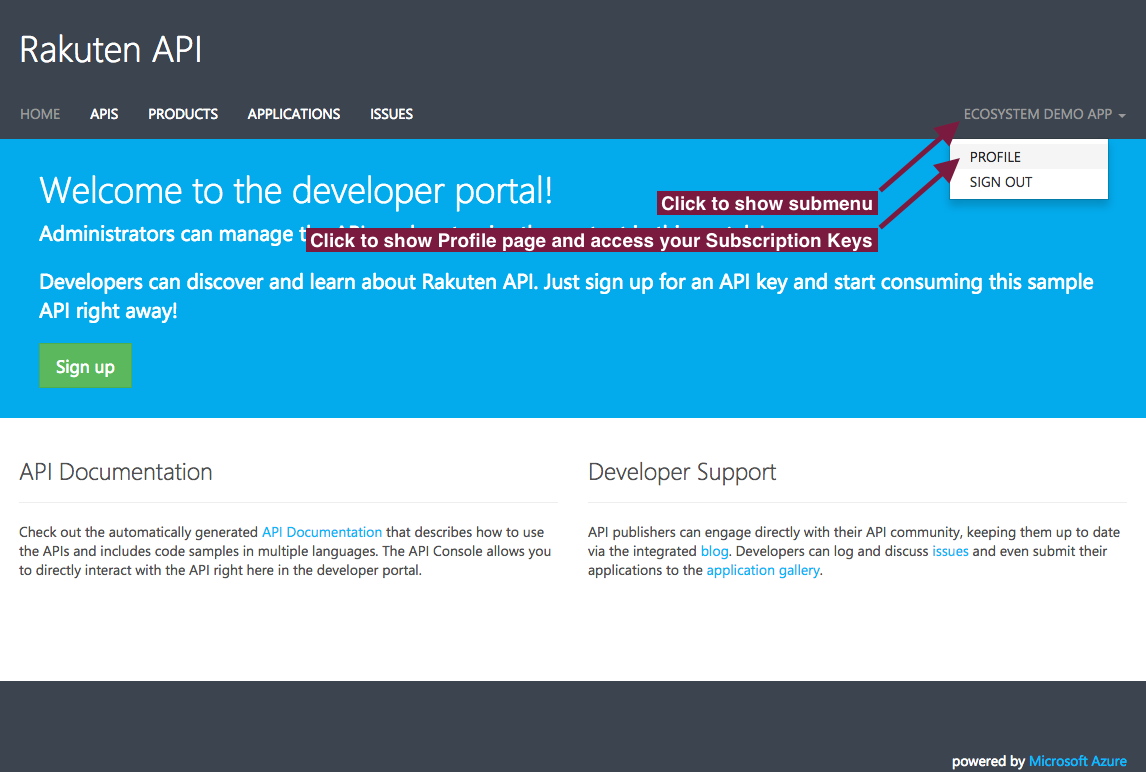 Rakuten API
HOME APIS PRODUCTS APPLICATIONS ISSUES ECOSYSTEM DEMO APP
PROFILE
SIGN OUT
Welcome to the developer portal!
Click to show submenu
Administrators can manage
Click to show Profile page and access your Subscription Keys
Developers can discover and learn about Rakuten API. Just sign up for an API key and start consuming this sample
API right away!
Sign up
API Documentation
Check out the automatically generated API Documentation that describes how to use
the APIs and includes code samples in multiple languages. The API Console allows you
to directly interact with the API right here in the developer portal.
Developer Support
API publishers can engage directly with their API community, keeping them up to date
via the integrated blog. Developers can log and discuss issues and even submit their
applications to the application gallery.
powered by Microsoft Azure